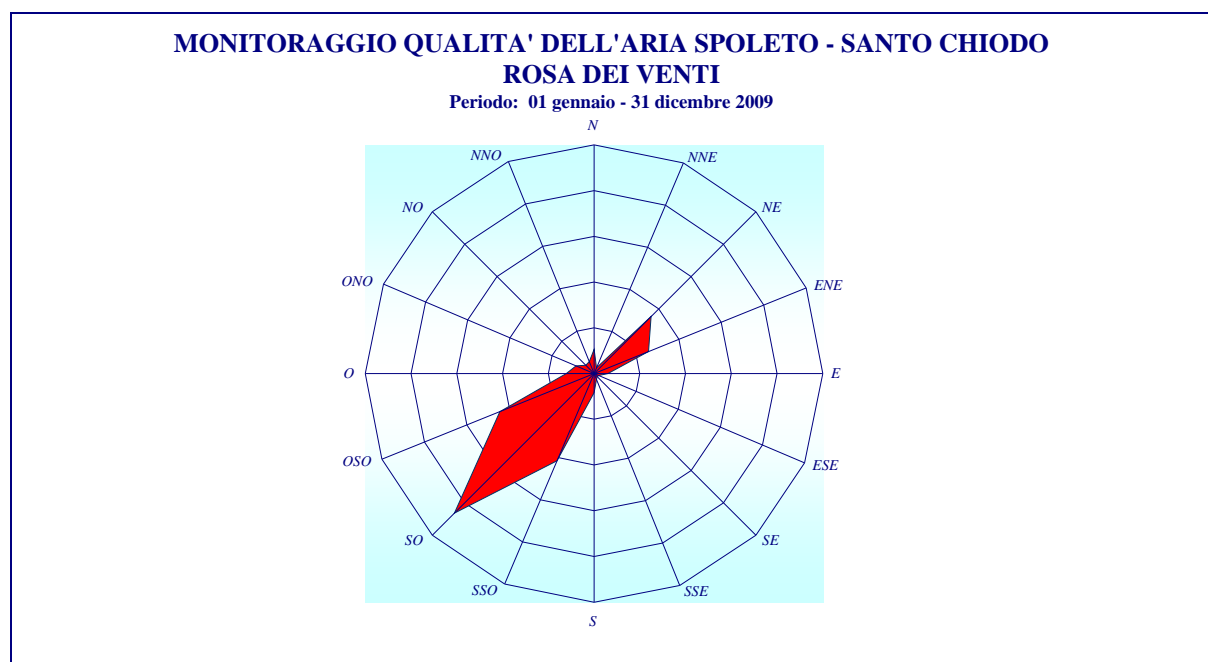 MONITORAGGIO QUALITA' DELL'ARIA SPOLETO - SANTO CHIODO
ROSA DEI VENTI
Periodo: 01 gennaio - 31 dicembre 2009
N
NNO
NNE
NO
NE
ONO
ENE
O
E
OSO
ESE
SO
SE
SSO
SSE
S